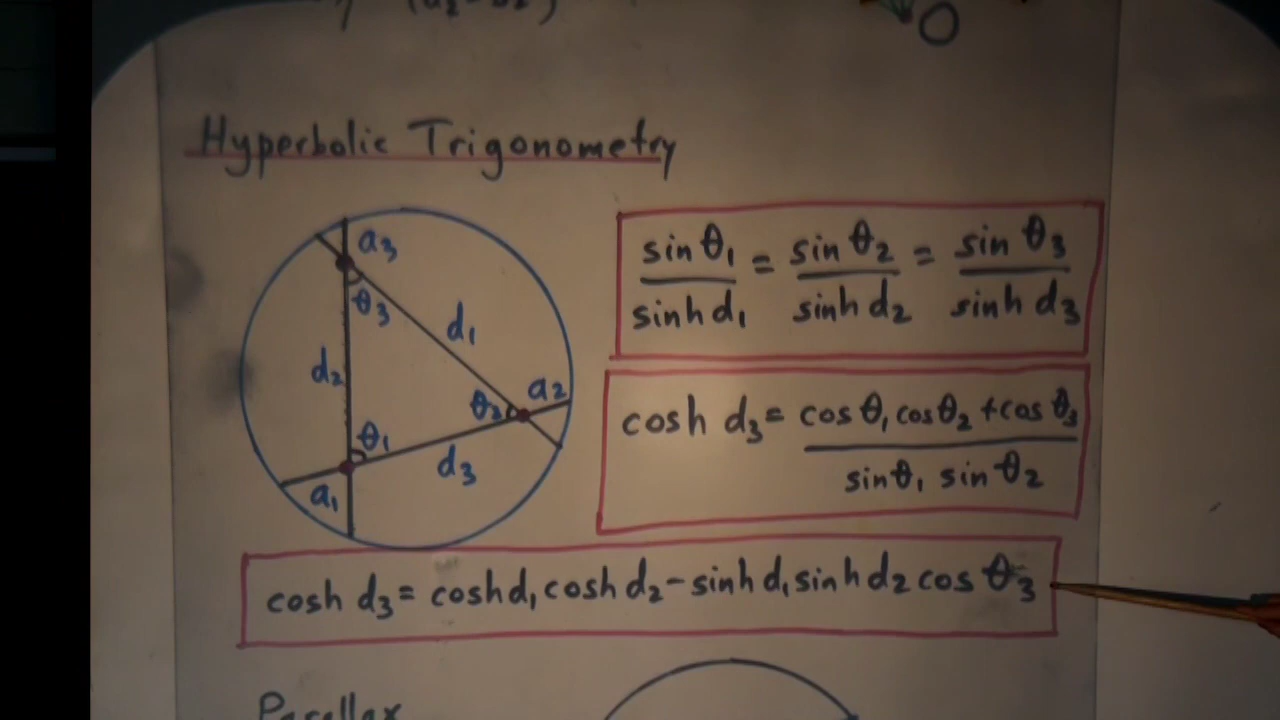 (a₂ - b₂)
O
Hyperbolic Trigonometry
a₃
θ₃
d₁
d₂
θ₂
a₂
θ₁
d₃
a₁
sin θ₁ / sinh d₁ = sin θ₂ / sinh d₂ = sin θ₃ / sinh d₃
cosh d₃ = cos θ₁ cos θ₂ + cos θ₃ / sin θ₁ sin θ₂
cosh d₃ = cosh d₁ cosh d₂ - sinh d₁ sinh d₂ cos θ₃
Parallax